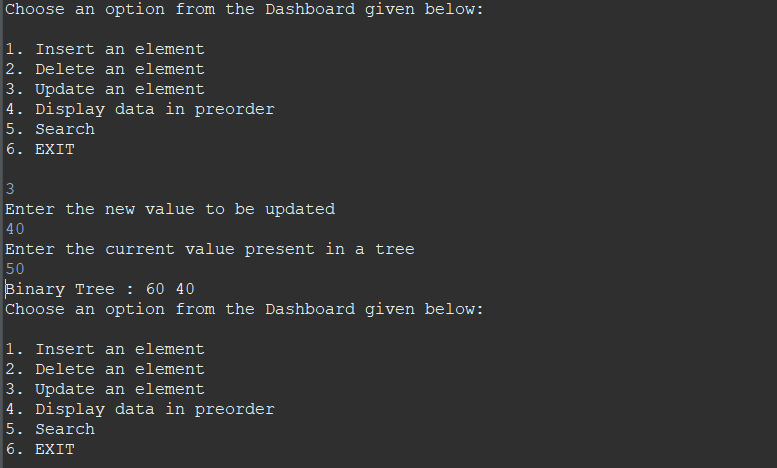 Choose an option from the Dashboard given below:
1. Insert an element
2. Delete an element
3. Update an element
4. Display data in preorder
5. Search
6. EXIT
3
Enter the new value to be updated
40
Enter the current value present in a tree
50
Binary Tree : 60 40
Choose an option from the Dashboard given below:
1. Insert an element
2. Delete an element
3. Update an element
4. Display data in preorder
5. Search
6. EXIT